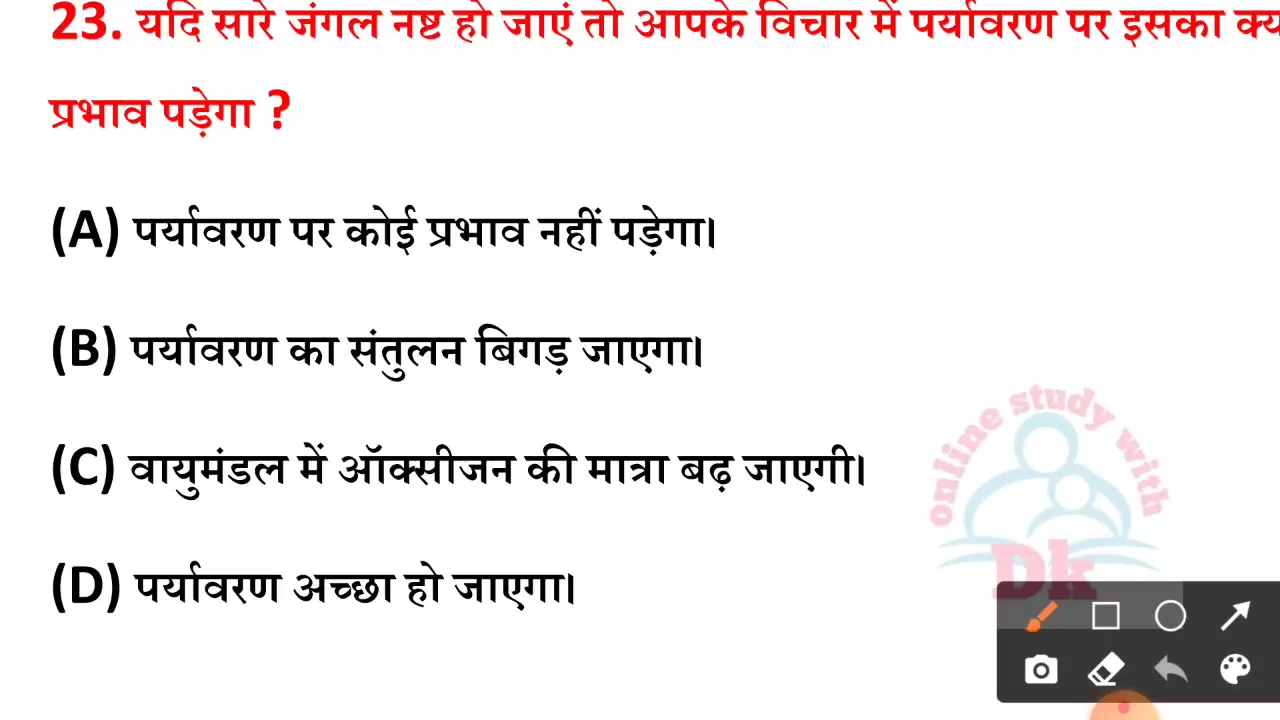 23. यदि सारे जंगल नष्ट हो जाएं तो आपके विचार में पर्यावरण पर इसका
प्रभाव पड़ेगा ?
(A) पर्यावरण पर कोई प्रभाव नहीं पड़ेगा।
(B) पर्यावरण का संतुलन बिगड़ जाएगा।
(C) वायुमंडल में ऑक्सीजन की मात्रा बढ़ जाएगी।
(D) पर्यावरण अच्छा हो जाएगा।
online study with
Dk